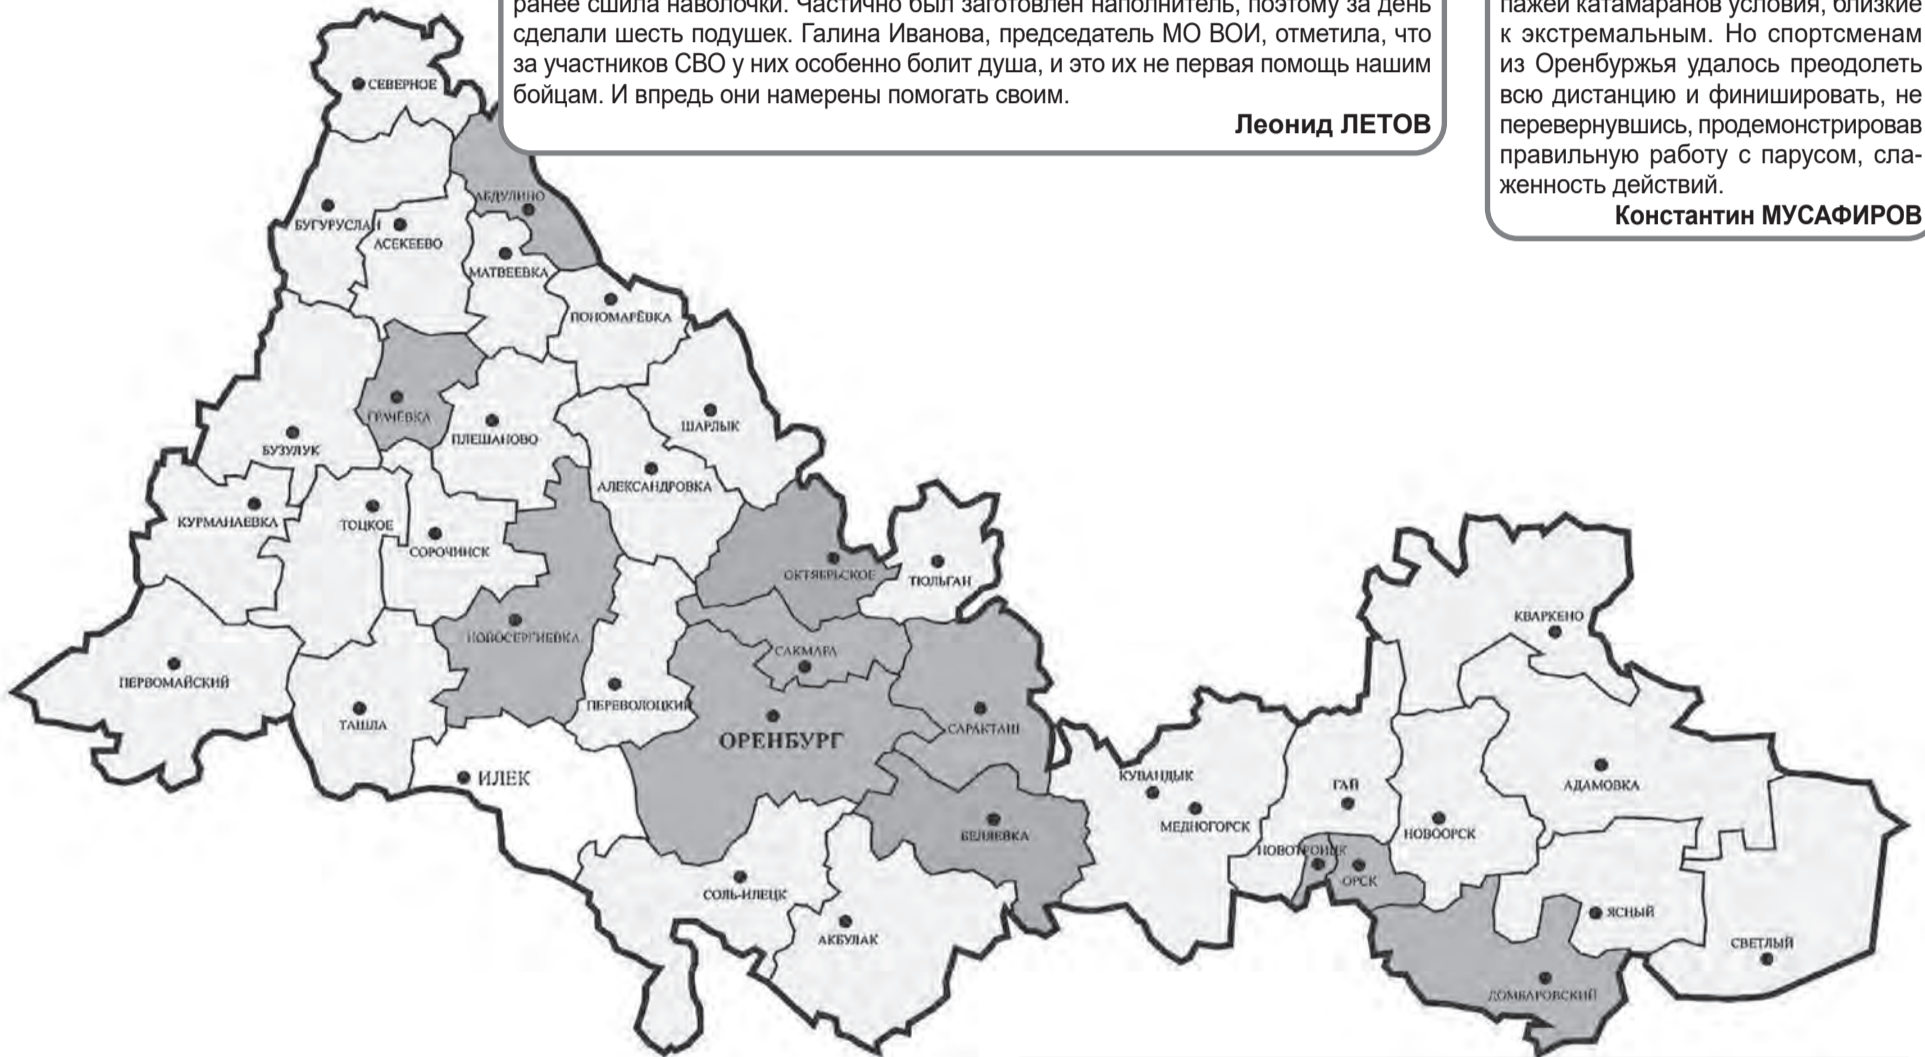 ранее сшила наволочки. Частично был заготовлен наполнитель, поэтому за день
сделали шесть подушек. Галина Иванова, председатель МО ВОИ, отметила, что
за участников СВО у них особенно болит душа, и это их не первая помощь нашим
бойцам. И впредь они намерены помогать своим.
Леонид ЛЕТОВ
пажей катамаранов условия, близкие
к экстремальным. Но спортсменам
из Оренбуржья удалось преодолеть
всю дистанцию и финишировать, не
перевернувшись, продемонстрировав
правильную работу с парусом, сла-
женность действий.
Константин МУСАФИРОВ
СЕВЕРНОЕ
АБДУЛИНО
БУГУРУСЛАН
АСЕКЕЕВО
МАТВЕЕВКА
ПОНОМАРЁВКА
ГРАЧЁВКА
ПЛЕШАНОВО
ШАРЛЫК
БУЗУЛУК
АЛЕКСАНДРОВКА
КУРМАНАЕВКА
ТОЦКОЕ
СОРОЧИНСК
ОКТЯБРЬСКОЕ
ТЮЛЬГАН
КВАРКЕНО
НОВОСЕРГИЕВКА
САКМАРА
ПЕРВОМАЙСКИЙ
ПЕРЕВОЛОЦКИЙ
ТАШЛА
САРАКТАШ
ОРЕНБУРГ
ИЛЕК
КУВАНДЫК
ГАЙ
АДАМОВКА
МЕДНОГОРСК
НОВООРСК
БЕЛЯЕВКА
НОВОТРОИЦК
ОРСК
СОЛЬ-ИЛЕЦК
ЯСНЫЙ
АКБУЛАК
СВЕТЛЫЙ
ДОМБАРОВСКИЙ